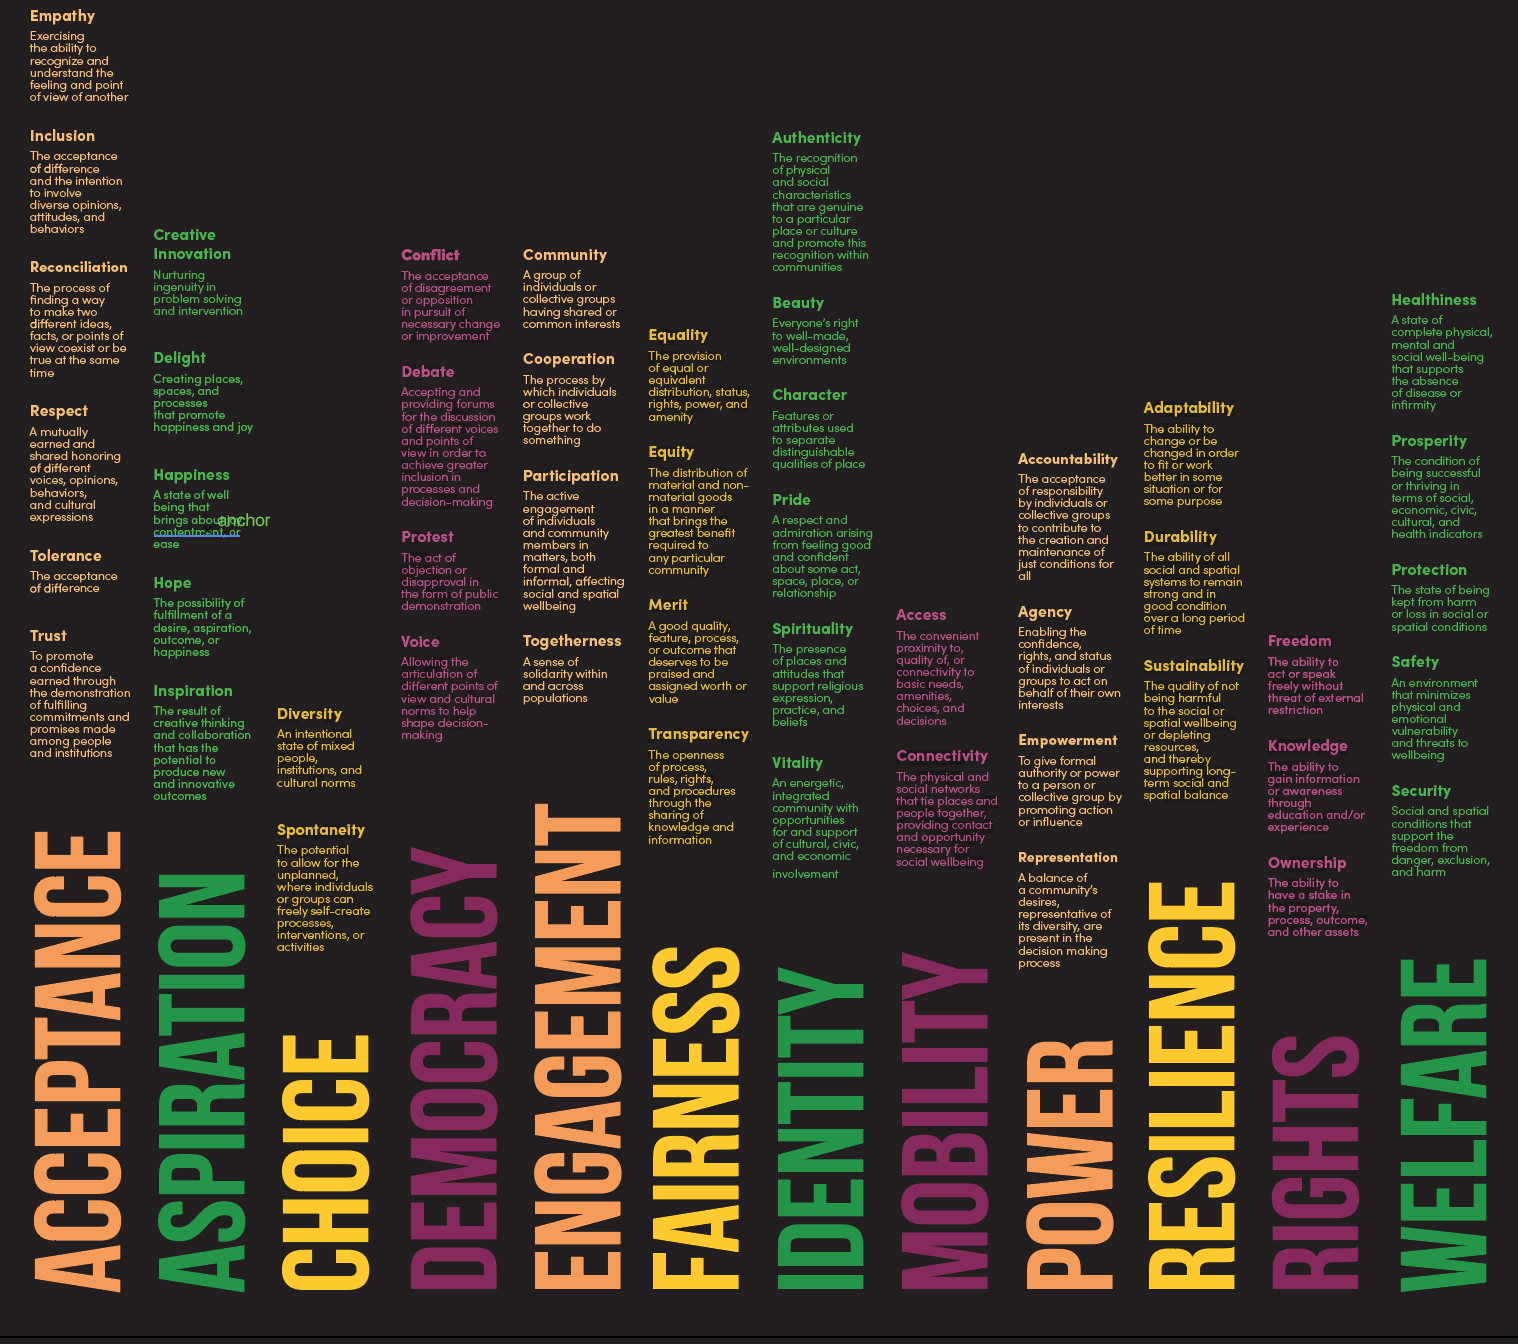 Empathy
Exercising
the ability to
recognize and
understand the
feeling and point
of view of another
Inclusion
The acceptance
of difference
and the intention
to involve
diverse opinions,
attitudes, and
behaviors
Reconciliation
The process of
finding a way
to make two
different ideas,
facts, or points of
view coexist or be
true at the same
time
Respect
A mutually
earned and
shared honoring
of different
voices, opinions,
behaviors,
and cultural
expressions
Tolerance
The acceptance
of difference
Trust
To promote
a confidence
earned through
the demonstration
of fulfilling
commitments and
promises made
among people
and institutions
ACCEPTANCE
Creative
Innovation
Nurturing
ingenuity in
problem solving
and intervention
Delight
Creating places,
spaces, and
processes
that promote
happiness and joy
Happiness
A state of well
being that
brings about joy,
anchor
contentment, or
ease
Hope
The possibility of
fulfillment of a
desire, aspiration,
outcome, or
happiness
Inspiration
The result of
creative thinking
and collaboration
that has the
potential to
produce new
and innovative
outcomes
ASPIRATION
Diversity
An intentional
state of mixed
people,
institutions, and
cultural norms
Spontaneity
The potential
to allow for the
unplanned,
where individuals
or groups can
freely self-create
processes,
interventions, or
activities
CHOICE
Conflict
The acceptance
of disagreement
or opposition
in pursuit of
necessary change
or improvement
Debate
Accepting and
providing forums
for the discussion
of different voices
and points of
view in order to
achieve greater
inclusion in
processes and
decision-making
Protest
The act of
objection or
disapproval in
the form of public
demonstration
Voice
Allowing the
articulation of
different points of
view and cultural
norms to help
shape decision-
making
DEMOCRACY
Community
A group of
individuals or
collective groups
having shared or
common interests
Cooperation
The process by
which individuals
or collective
groups work
together to do
something
Participation
The active
engagement
of individuals
and community
members in
matters, both
formal and
informal, affecting
social and spatial
wellbeing
Togetherness
A sense of
solidarity within
and across
populations
ENGAGEMENT
Equality
The provision
of equal or
equivalent
distribution, status,
rights, power, and
amenity
Equity
The distribution of
material and non-
material goods
in a manner
that brings the
greatest benefit
required to
any particular
community
Merit
A good quality,
feature, process,
or outcome that
deserves to be
praised and
assigned worth or
value
Transparency
The openness
of process,
rules, rights,
and procedures
through the
sharing of
knowledge and
information
FAIRNESS
Authenticity
The recognition
of physical
and social
characteristics
that are genuine
to a particular
place or culture
and promote this
recognition within
communities
Beauty
Everyone's right
to well-made,
well-designed
environments
Character
Features or
attributes used
to separate
distinguishable
qualities of place
Pride
A respect and
admiration arising
from feeling good
and confident
about some act,
space, place, or
relationship
Spirituality
The presence
of places and
attitudes that
support religious
expression,
practice, and
beliefs
Vitality
An energetic,
integrated
community with
opportunities
for and support
of cultural, civic,
and economic
involvement
IDENTITY
Access
The convenient
proximity to,
quality of, or
connectivity to
basic needs,
amenities,
choices, and
decisions
Connectivity
The physical and
social networks
that tie places and
people together,
providing contact
and opportunity
necessary for
social wellbeing
MOBILITY
Accountability
The acceptance
of responsibility
by individuals or
collective groups
to contribute to
the creation and
maintenance of
just conditions for
all
Agency
Enabling the
confidence,
rights, and status
of individuals or
groups to act on
behalf of their own
interests
Empowerment
To give formal
authority or power
to a person or
collective group by
promoting action
or influence
Representation
A balance of
a community's
desires,
representative of
its diversity, are
present in the
decision making
process
POWER
Adaptability
The ability to
change or be
changed in order
to fit or work
better in some
situation or for
some purpose
Durability
The ability of all
social and spatial
systems to remain
strong and in
good condition
over a long period
of time
Sustainability
The quality of not
being harmful
to the social or
spatial wellbeing
or depleting
resources,
and thereby
supporting long-
term social and
spatial balance
RESILIENCE
Freedom
The ability to
act or speak
freely without
threat of external
restriction
Knowledge
The ability to
gain information
or awareness
through
education and/or
experience
Ownership
The ability to
have a stake in
the property,
process, outcome,
and other assets
RIGHTS
Healthiness
A state of
complete physical,
mental and
social well-being
that supports
the absence
of disease or
infirmity
Prosperity
The condition of
being successful
or thriving in
terms of social,
economic, civic,
cultural, and
health indicators
Protection
The state of being
kept from harm
or loss in social or
spatial conditions
Safety
An environment
that minimizes
physical and
emotional
vulnerability
and threats to
wellbeing
Security
Social and spatial
conditions that
support the
freedom from
danger, exclusion,
and harm
WELFARE